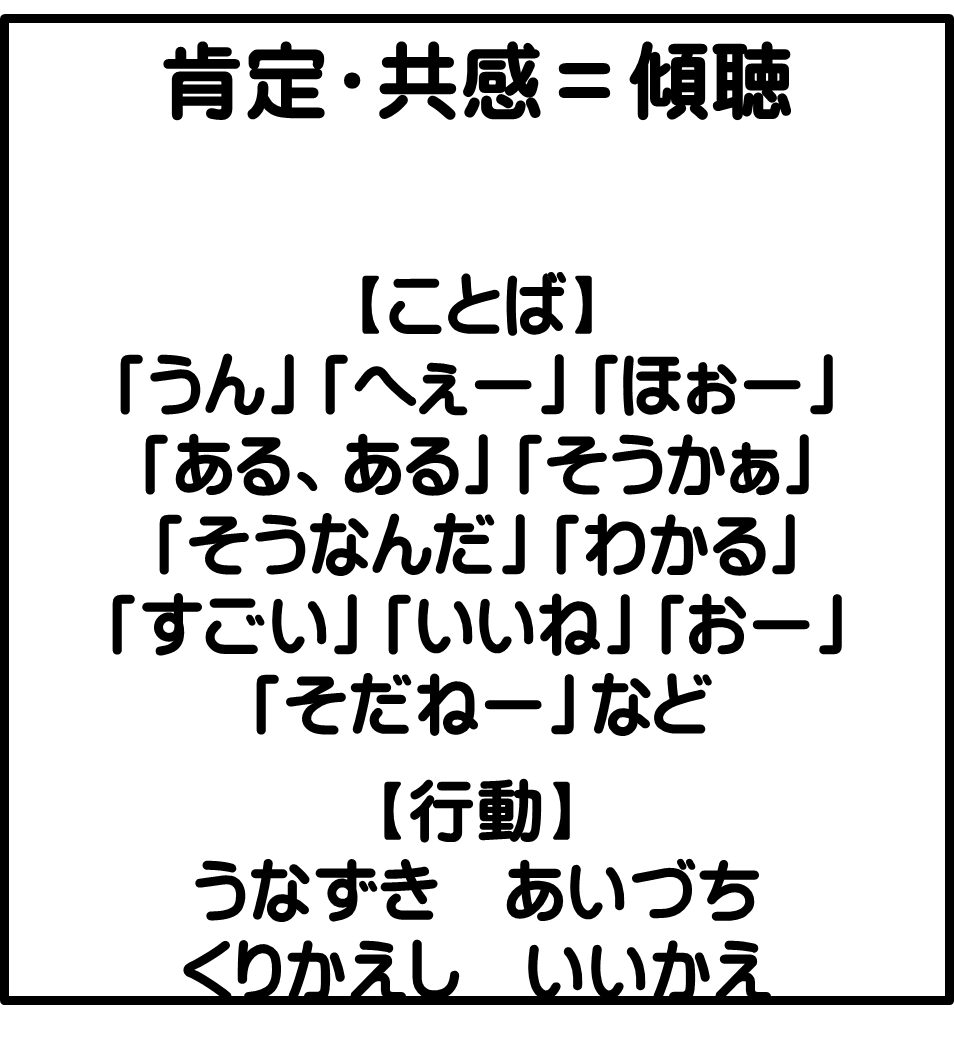 肯定・共感＝傾聴
【ことば】
「うん」「へぇー」「ほぉー」
「ある、ある」「そうかぁ」
「そうなんだ」「わかる」
「すごい」「いいね」「おー」
「そだねー」など
【行動】
うなずき　あいづち
くりかえし　いいかえ